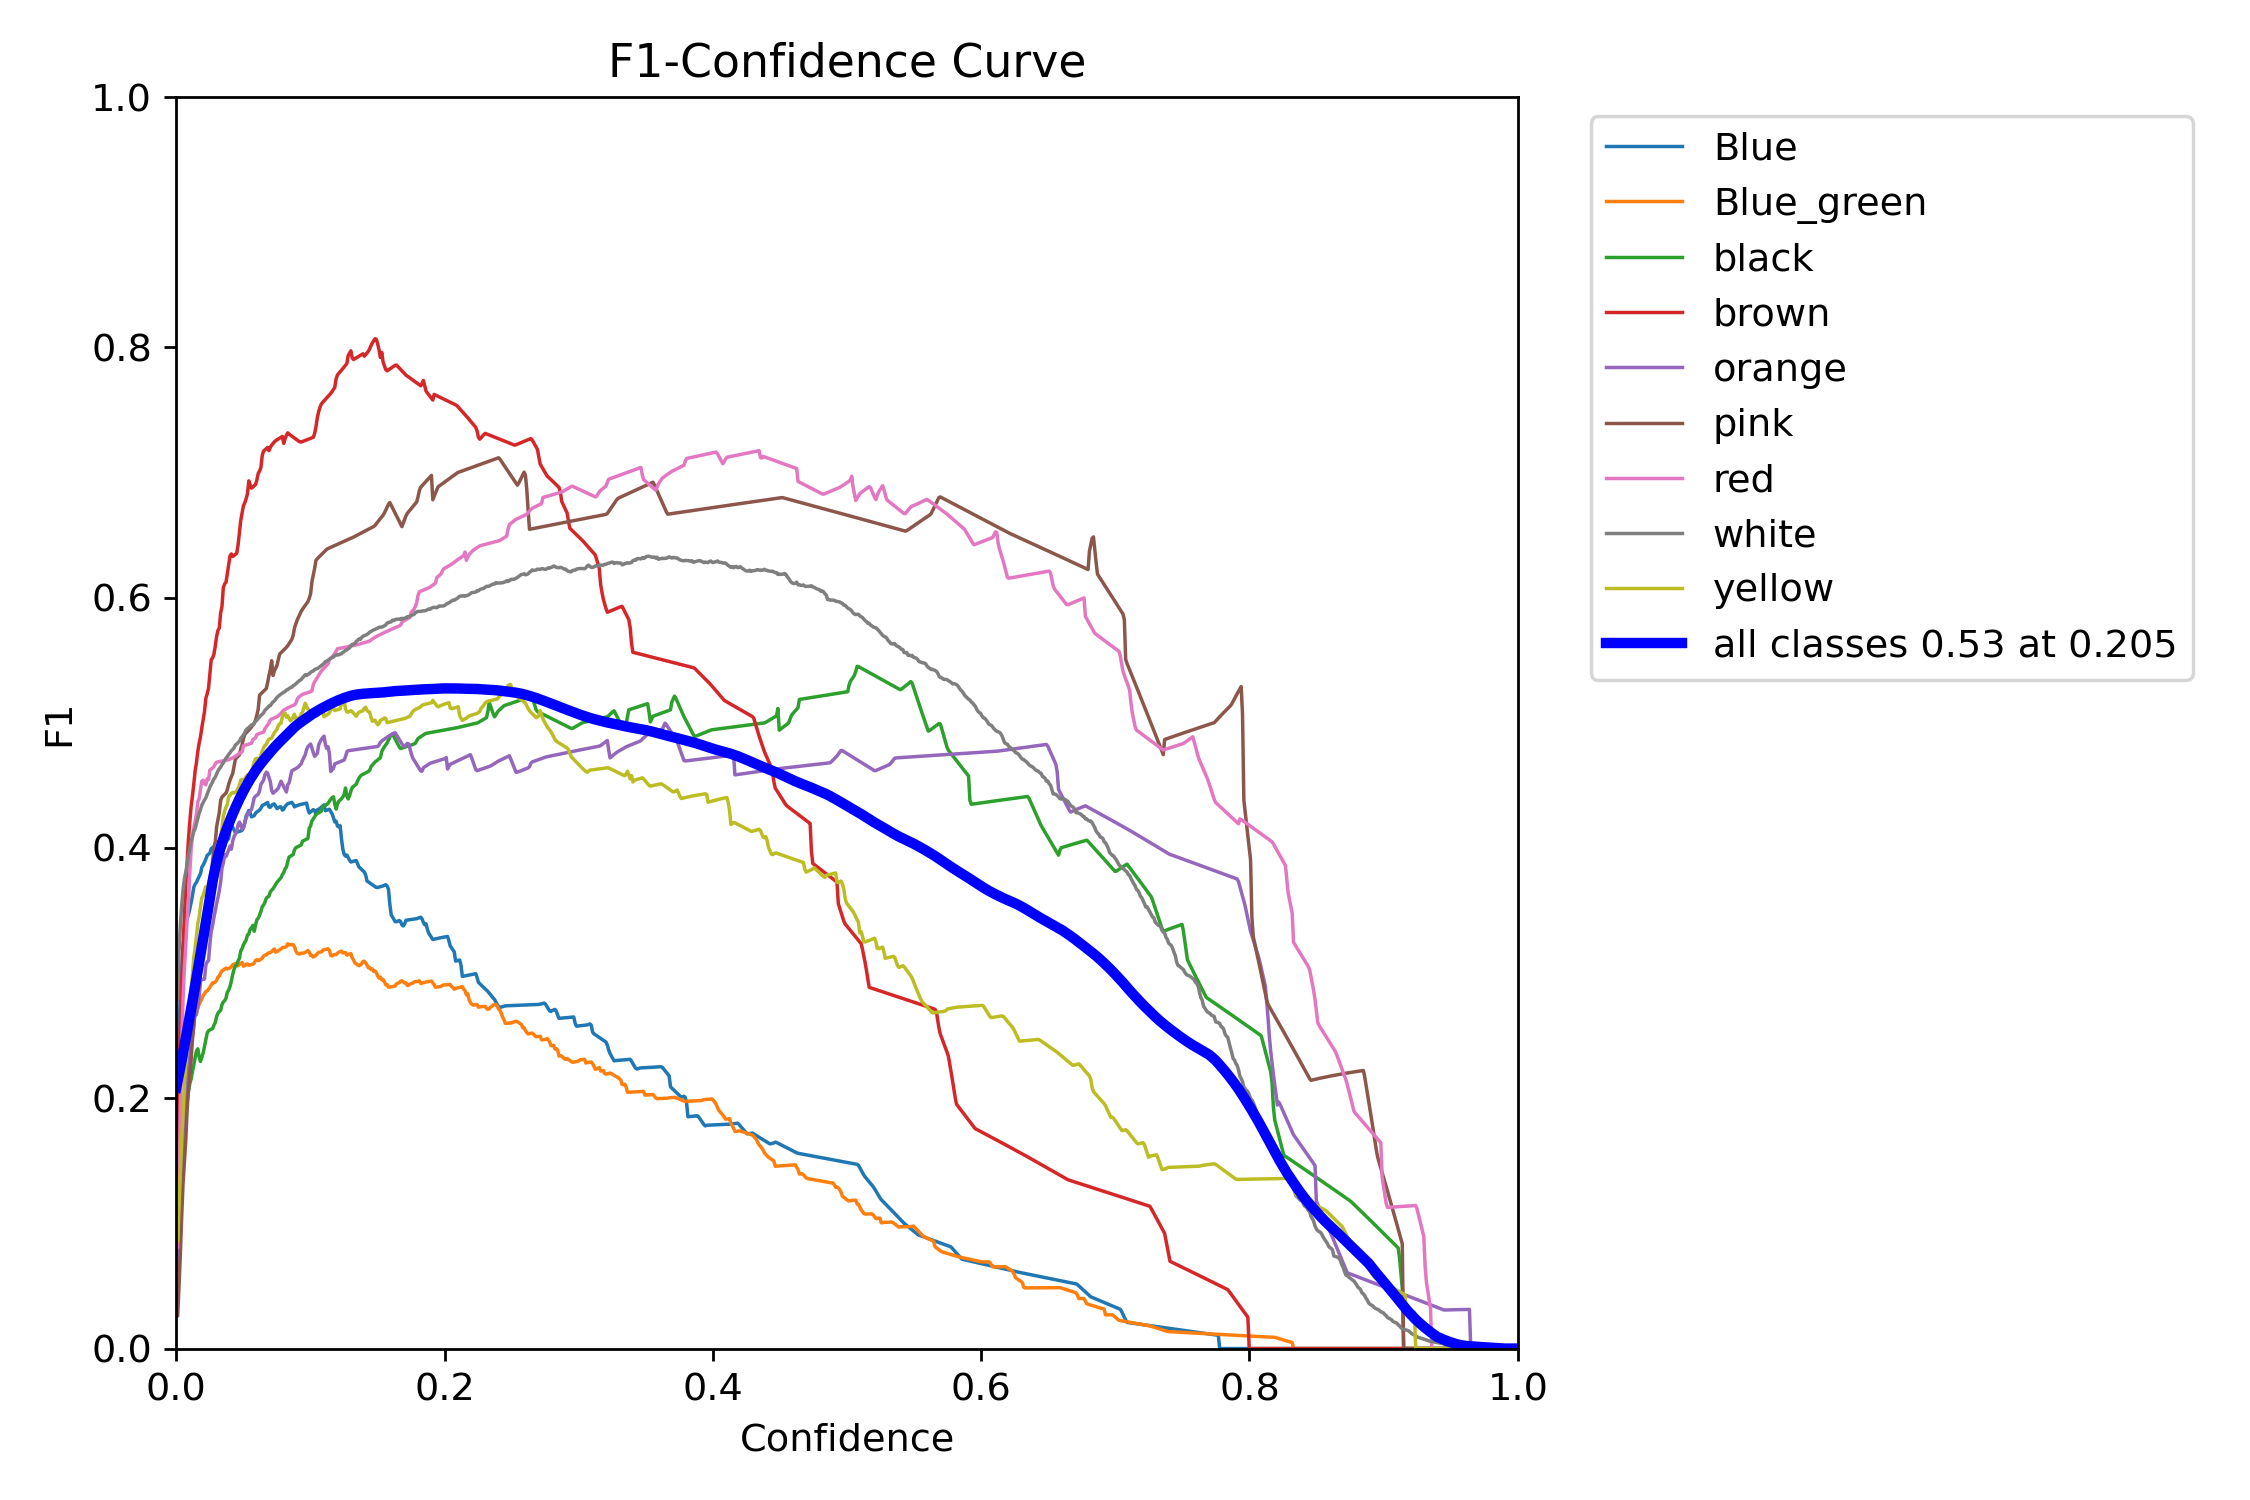 F1-Confidence Curve
1.0
0.8
0.6
0.4
0.2
0.0
F1
0.0 0.2 0.4 0.6 0.8 1.0
Confidence
Blue
Blue_green
black
brown
orange
pink
red
white
yellow
all classes 0.53 at 0.205